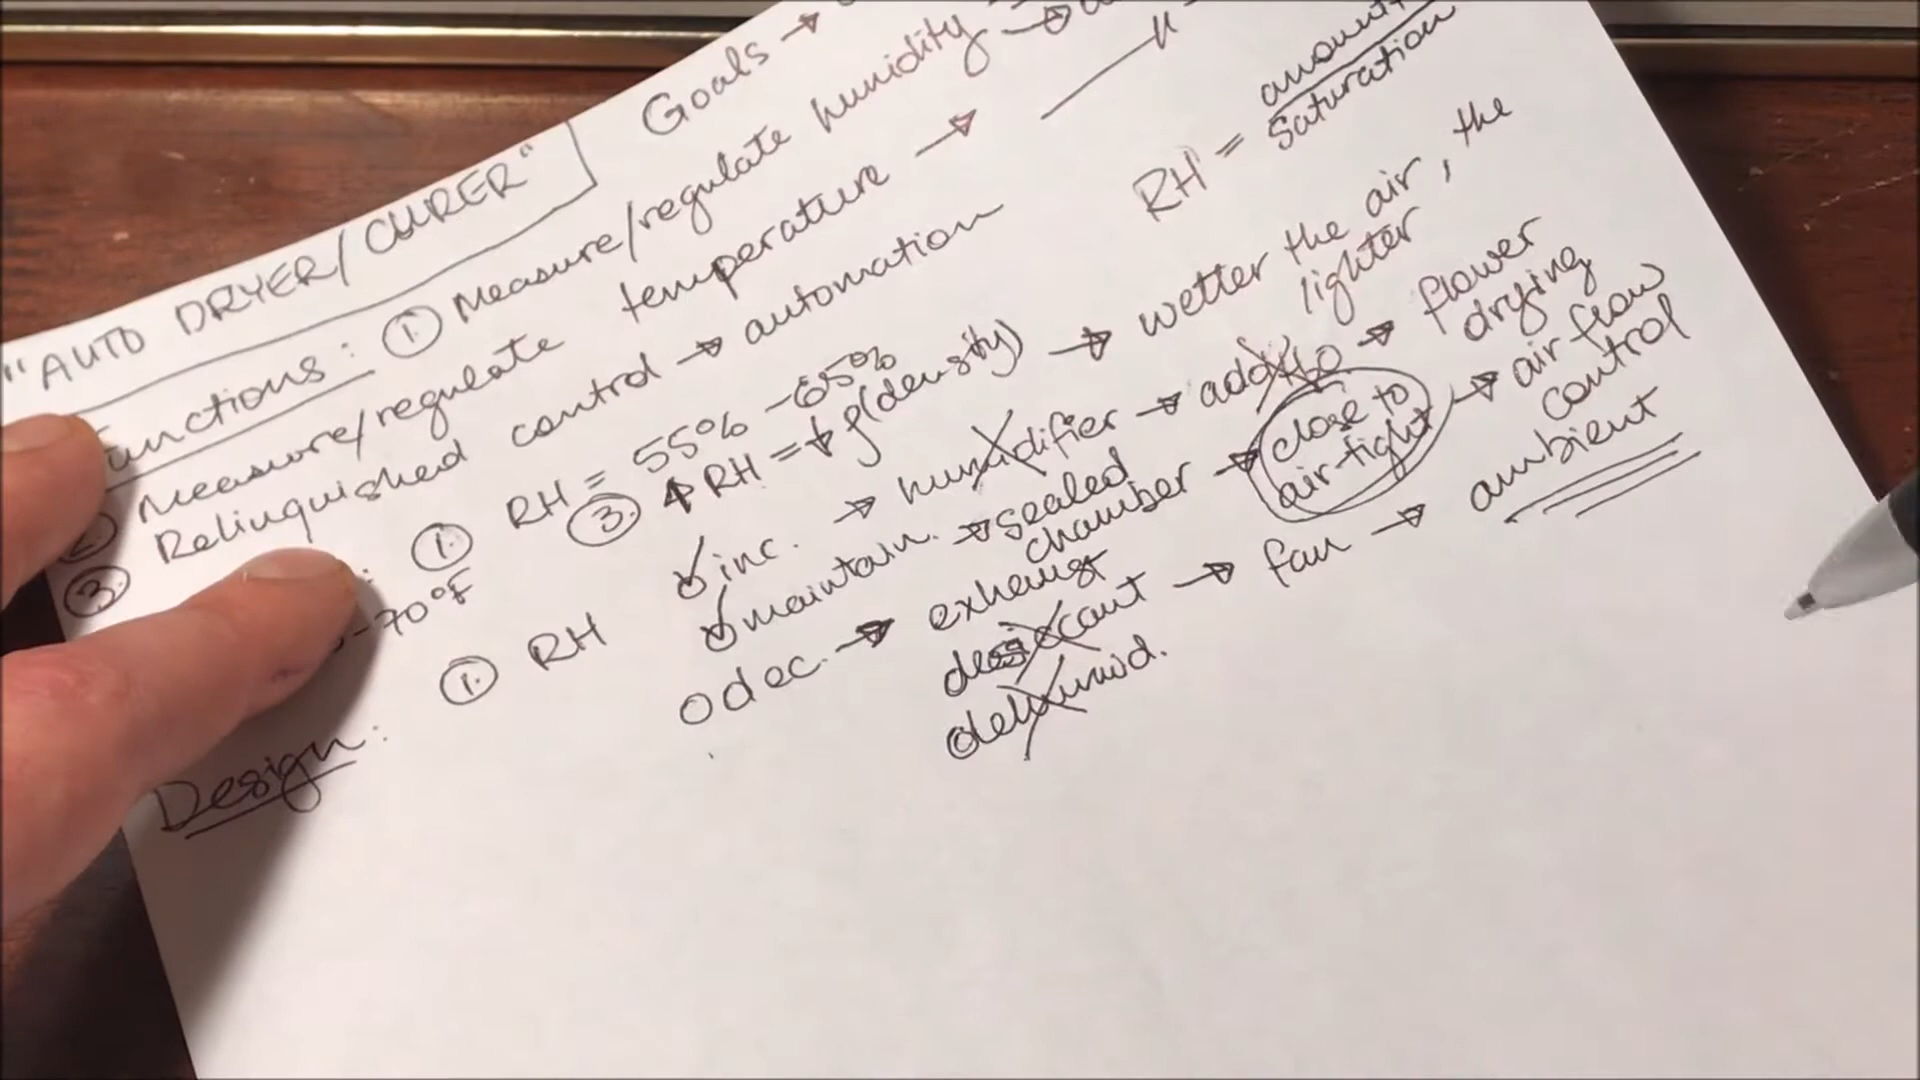 "AUTO DRYER/CURER"
Goals →
Functions: ① Measure/regulate humidity →
② Measure/regulate temperature → — " —
③ Relinquished control → automation
RH = amount
saturation
① RH = 55% - 65%
-70°F
③ ↑ RH = ↓ ρ(density) → wetter the air, the
lighter
Design:
① RH
inc. → humidifier → add H2O → flower
drying
maintain. → sealed
chamber → close to
air-tight → air flow
control
o dec. → exhaust
desiccant → fan → ambient
dehumid.